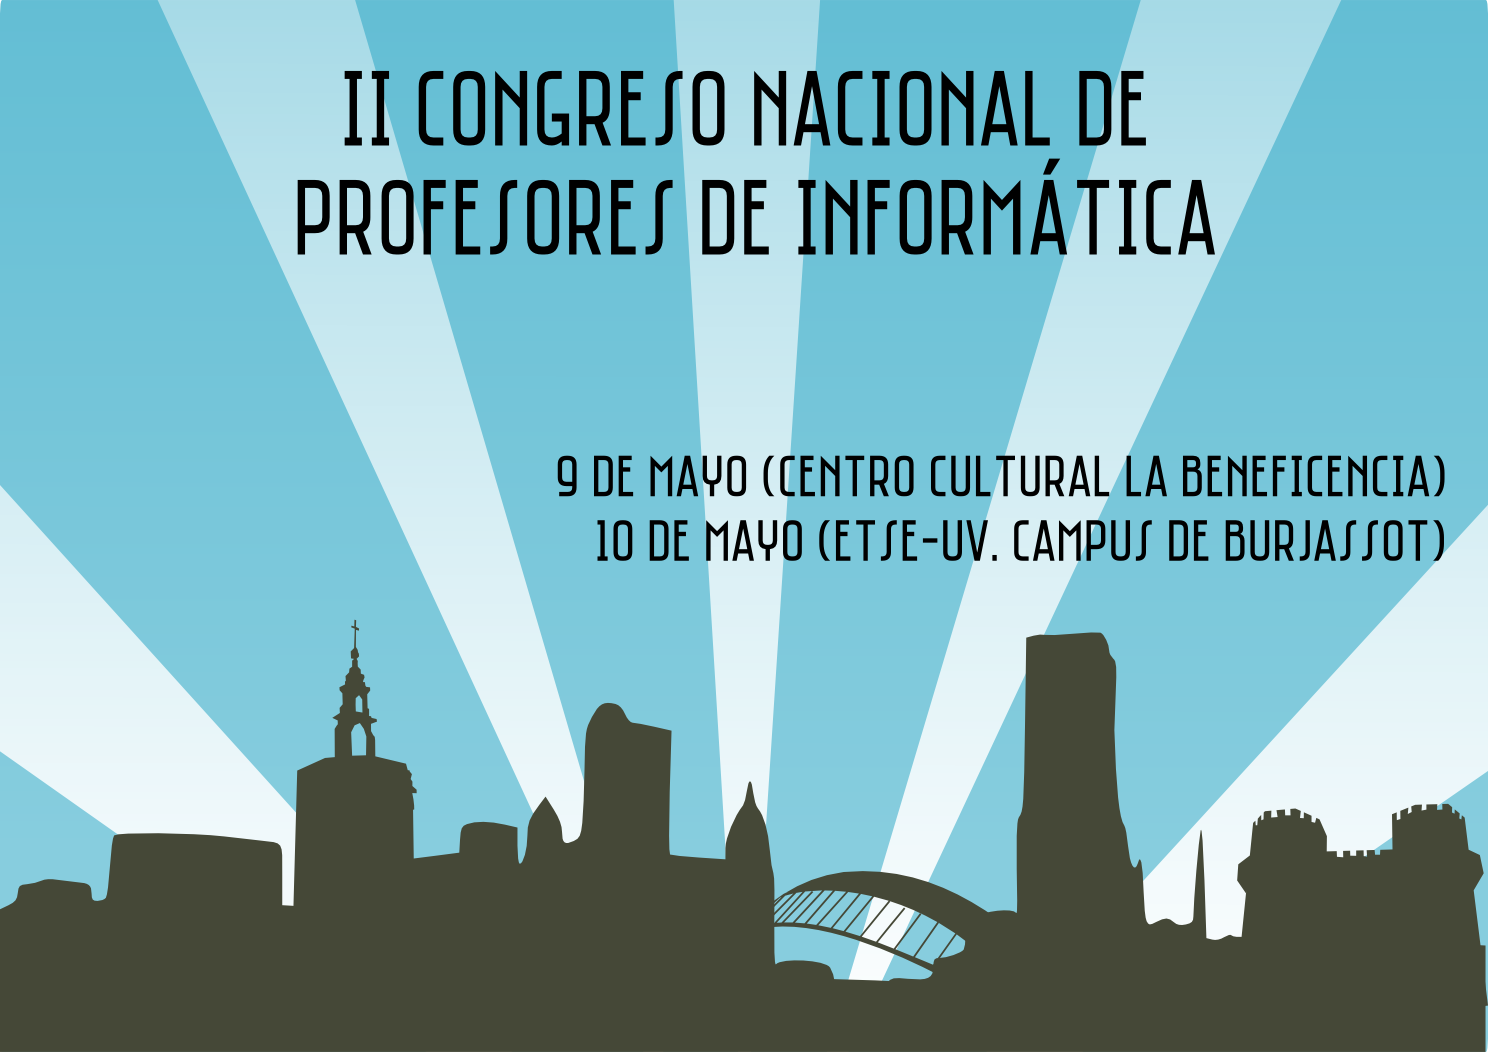 II CONGRESO NACIONAL DE
PROFESORES DE INFORMÁTICA
9 DE MAYO (CENTRO CULTURAL LA BENEFICENCIA)
10 DE MAYO (ETSE-UV. CAMPUS DE BURJASSOT)